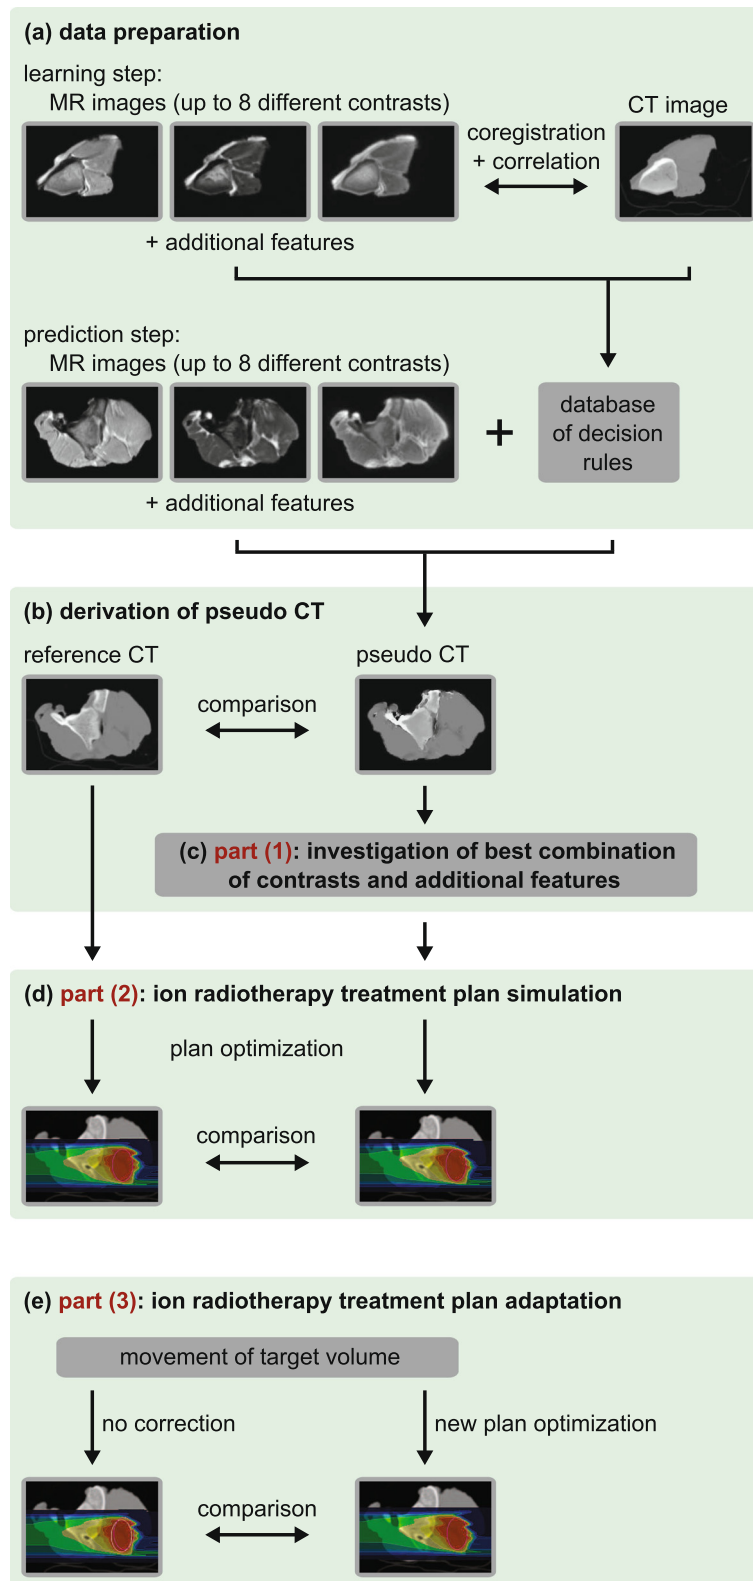 (a) data preparation
learning step:
MR images (up to 8 different contrasts)
CT image
coregistration
+ correlation
+ additional features
prediction step:
MR images (up to 8 different contrasts)
+
database
of decision
rules
+ additional features
(b) derivation of pseudo CT
reference CT
pseudo CT
comparison
(c) part (1): investigation of best combination
of contrasts and additional features
(d) part (2): ion radiotherapy treatment plan simulation
plan optimization
comparison
(e) part (3): ion radiotherapy treatment plan adaptation
movement of target volume
no correction
new plan optimization
comparison